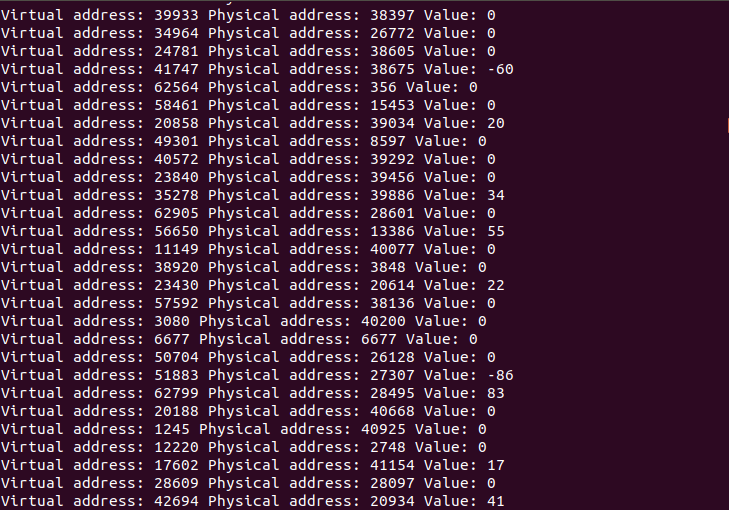 Virtual address: 39933 Physical address: 38397 Value: 0
Virtual address: 34964 Physical address: 26772 Value: 0
Virtual address: 24781 Physical address: 38605 Value: 0
Virtual address: 41747 Physical address: 38675 Value: -60
Virtual address: 62564 Physical address: 356 Value: 0
Virtual address: 58461 Physical address: 15453 Value: 0
Virtual address: 20858 Physical address: 39034 Value: 20
Virtual address: 49301 Physical address: 8597 Value: 0
Virtual address: 40572 Physical address: 39292 Value: 0
Virtual address: 23840 Physical address: 39456 Value: 0
Virtual address: 35278 Physical address: 39886 Value: 34
Virtual address: 62905 Physical address: 28601 Value: 0
Virtual address: 56650 Physical address: 13386 Value: 55
Virtual address: 11149 Physical address: 40077 Value: 0
Virtual address: 38920 Physical address: 3848 Value: 0
Virtual address: 23430 Physical address: 20614 Value: 22
Virtual address: 57592 Physical address: 38136 Value: 0
Virtual address: 3080 Physical address: 40200 Value: 0
Virtual address: 6677 Physical address: 6677 Value: 0
Virtual address: 50704 Physical address: 26128 Value: 0
Virtual address: 51883 Physical address: 27307 Value: -86
Virtual address: 62799 Physical address: 28495 Value: 83
Virtual address: 20188 Physical address: 40668 Value: 0
Virtual address: 1245 Physical address: 40925 Value: 0
Virtual address: 12220 Physical address: 2748 Value: 0
Virtual address: 17602 Physical address: 41154 Value: 17
Virtual address: 28609 Physical address: 28097 Value: 0
Virtual address: 42694 Physical address: 20934 Value: 41